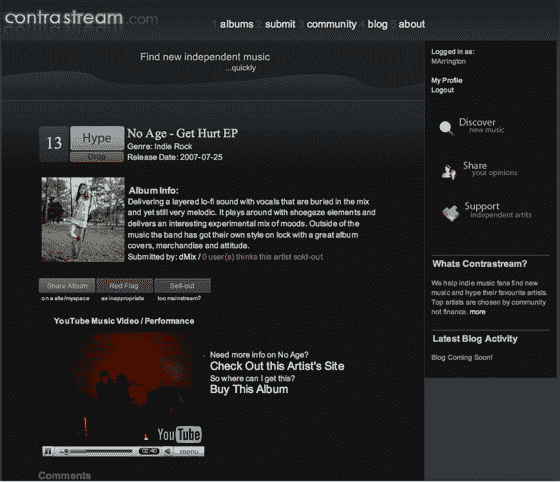 contrastream.com
albums submit community blog about
Find new independent music
...quickly
13
Hype
Drop
No Age - Get Hurt EP
Genre: Indie Rock
Release Date: 2007-07-25
Album Info:
Delivering a layered lo-fi sound with vocals that are buried in the mix
and yet still very melodic. It plays around with shoegaze elements and
delivers an interesting experimental mix of moods. Outside of the
music the band has got their own style on lock with a great album
covers, merchandise and attitude.
Submitted by: dMix / 0 user(s) thinks this artist sold-out
Share Album Red Flag Sell-out
on a site/myspace as inappropriate too mainstream?
YouTube Music Video / Performance
YouTube
02:40 menu
Need more info on No Age?
Check Out this Artist's Site
So where can I get this?
Buy This Album
Comments
Logged in as:
MArrington
My Profile
Logout
Discover
new music
Share
your opinions
Support
independent artits
Whats Contrastream?
We help indie music fans find new
music and hype their favourite artists.
Top artists are chosen by community
not finance. more
Latest Blog Activity
Blog Coming Soon!